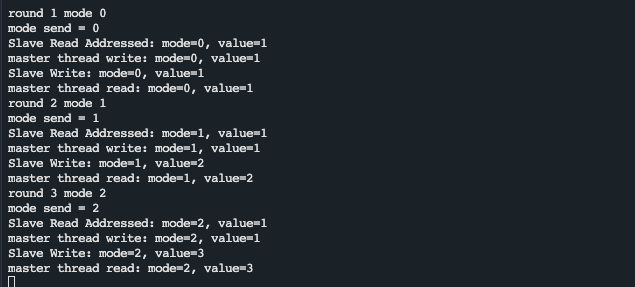 round 1 mode 0
mode send = 0
Slave Read Addressed: mode=0, value=1
master thread write: mode=0, value=1
Slave Write: mode=0, value=1
master thread read: mode=0, value=1
round 2 mode 1
mode send = 1
Slave Read Addressed: mode=1, value=1
master thread write: mode=1, value=1
Slave Write: mode=1, value=2
master thread read: mode=1, value=2
round 3 mode 2
mode send = 2
Slave Read Addressed: mode=2, value=1
master thread write: mode=2, value=1
Slave Write: mode=2, value=3
master thread read: mode=2, value=3